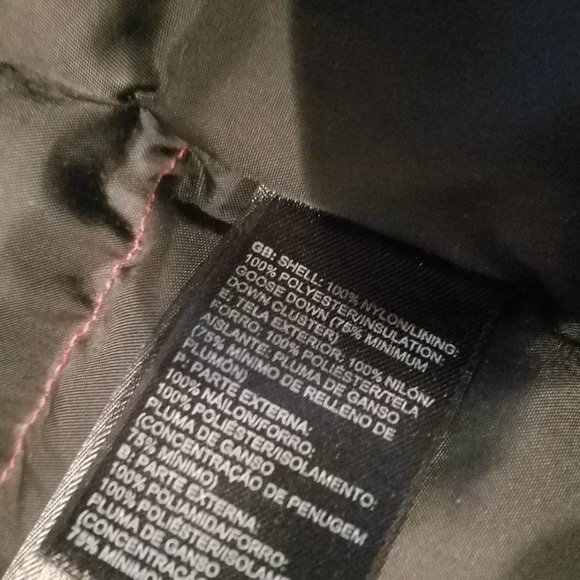 GB: SHELL: 100% NYLON/LINING:
100% POLYESTER/INSULATION:
GOOSE DOWN (75% MINIMUM
DOWN CLUSTER)
E: TELA EXTERIOR: 100% NILÓN/
FORRO: 100% POLIÉSTER/TELA
AISLANTE: PLUMA DE GANSO
(75% MÍNIMO DE RELLENO DE
PLUMÓN)
P: PARTE EXTERNA:
100% NÁILON/FORRO:
100% POLIÉSTER/ISOLAMENTO:
PLUMA DE GANSO
(CONCENTRAÇÃO DE PENUGEM
75% MÍNIMO)
B: PARTE EXTERNA:
100% POLIAMIDA/FORRO:
100% POLIÉSTER/ISOLAM
PLUMA DE GANSO
(CONCENTRAÇÃO
75% MÍNIMO